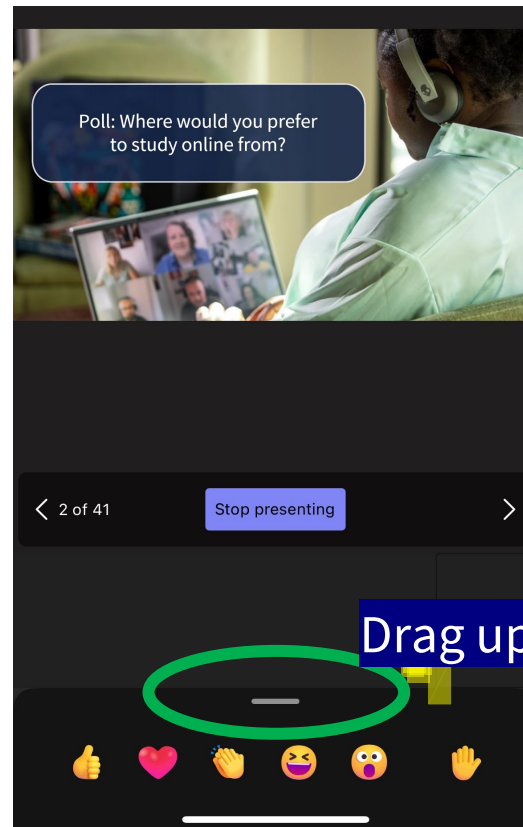 Poll: Where would you prefer
to study online from?
2 of 41
Stop presenting
Drag up